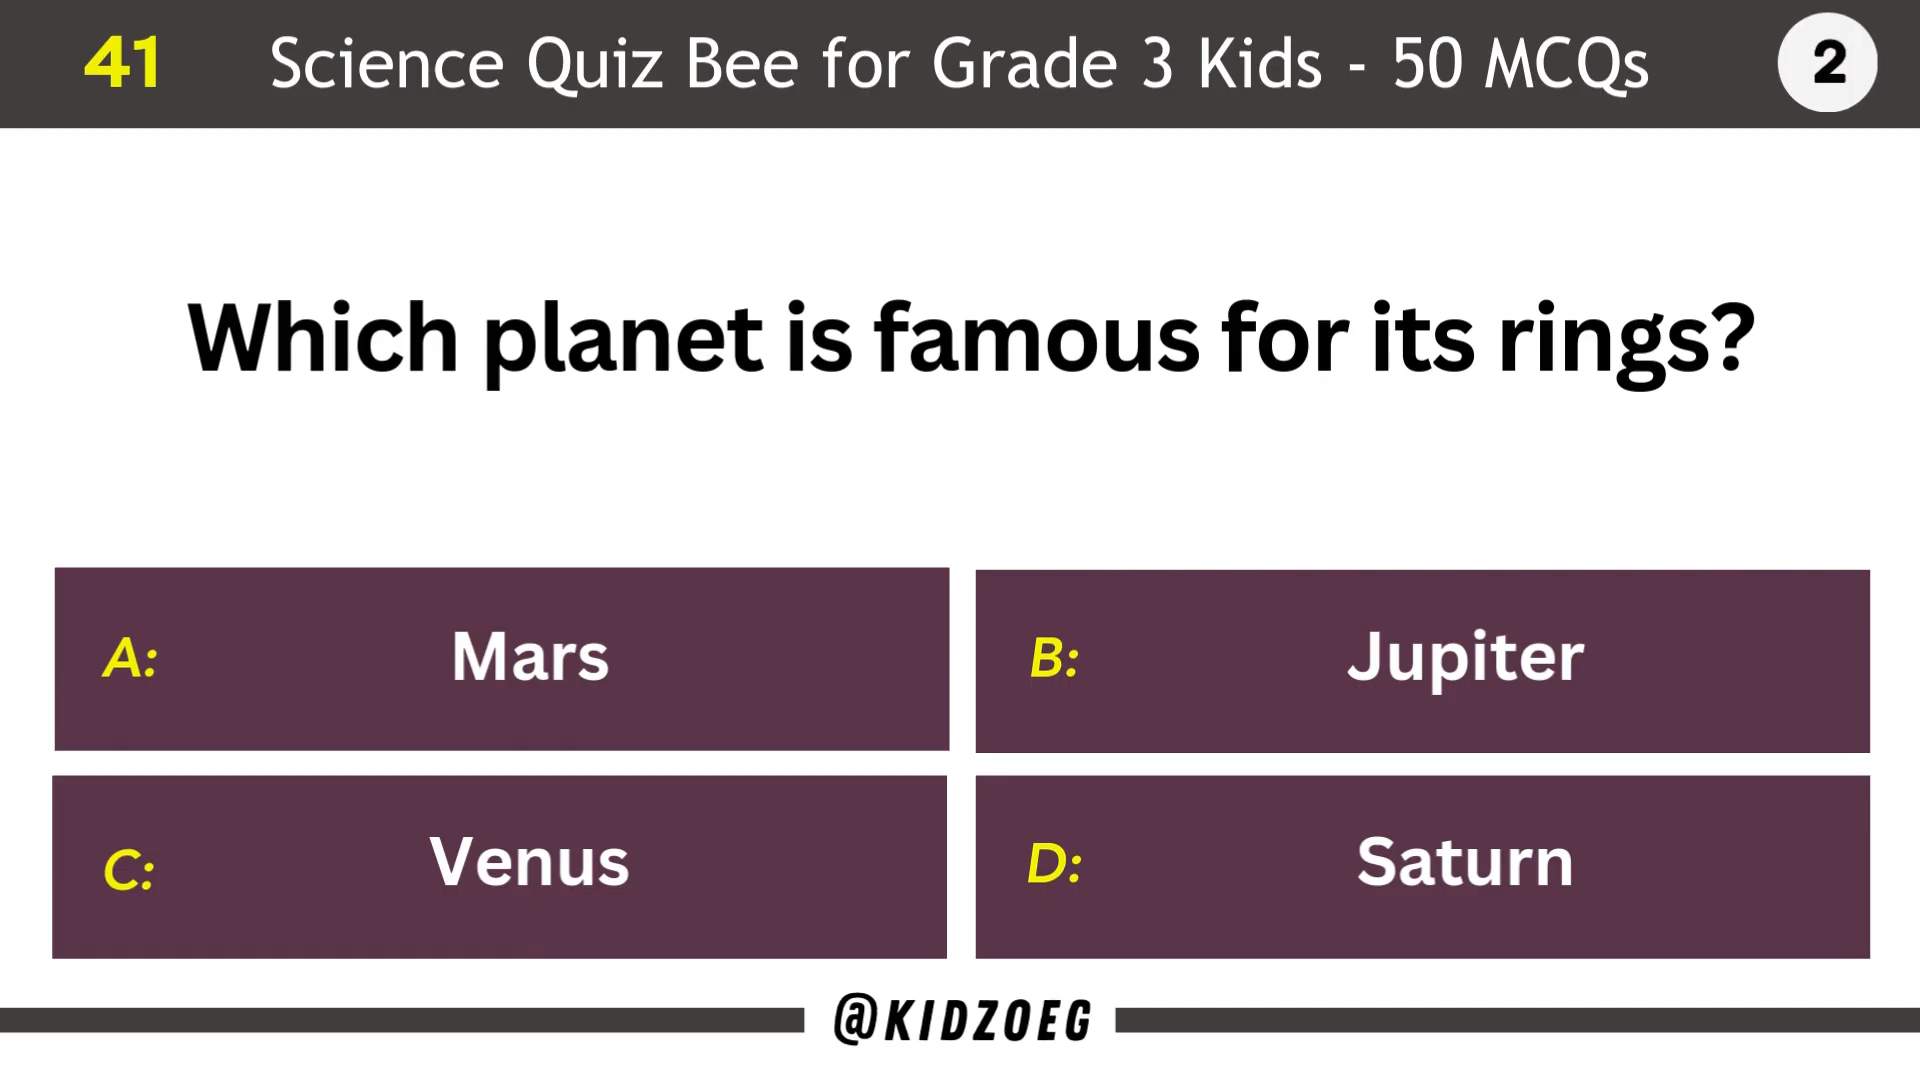 41 Science Quiz Bee for Grade 3 Kids - 50 MCQs 2
Which planet is famous for its rings?
A: Mars
B: Jupiter
C: Venus
D: Saturn
@KIDZOEG